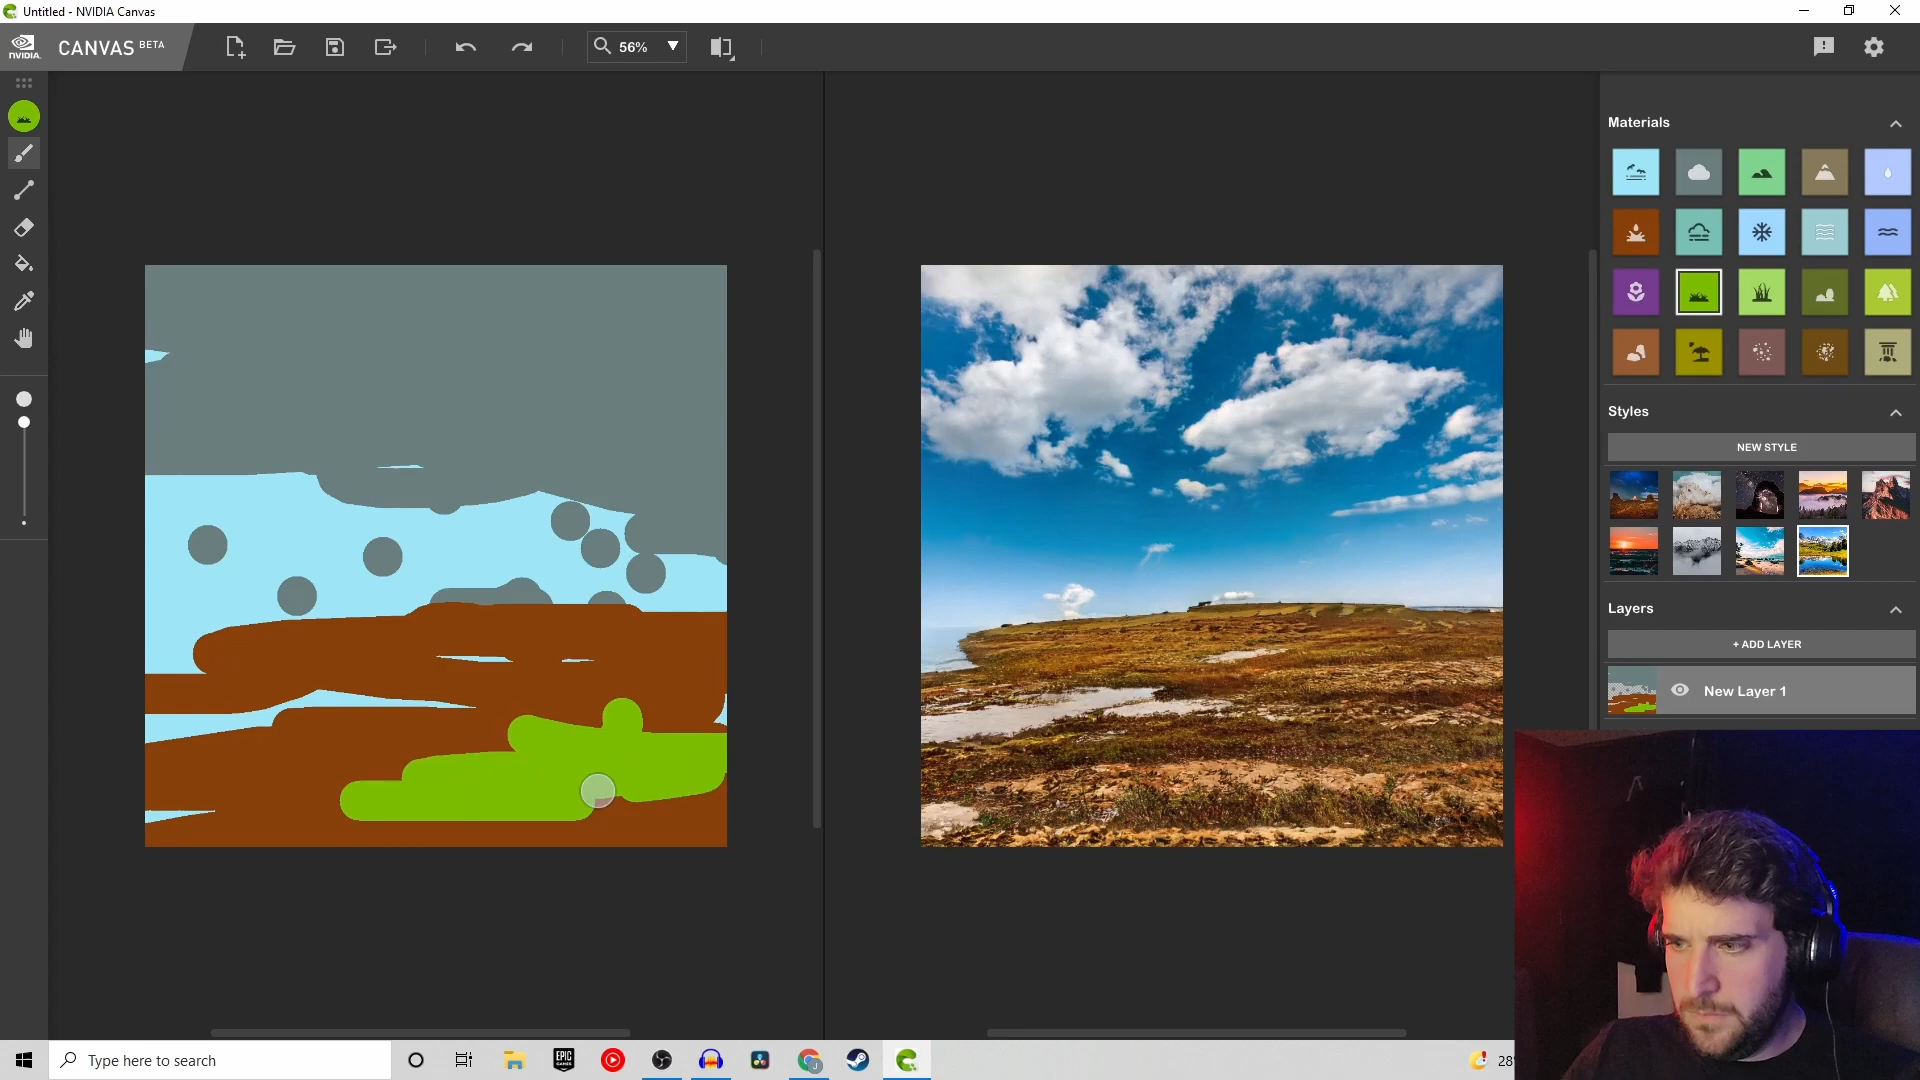 Untitled - NVIDIA Canvas
NVIDIA.
CANVAS BETA
56%
Materials
Styles
NEW STYLE
Layers
+ ADD LAYER
New Layer 1
Type here to search
EPIC
GAMES
28°